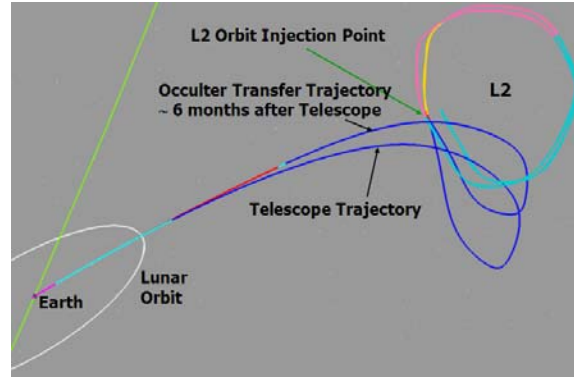 L2 Orbit Injection Point
Occulter Transfer Trajectory
~ 6 months after Telescope
L2
Telescope Trajectory
Lunar
Orbit
Earth